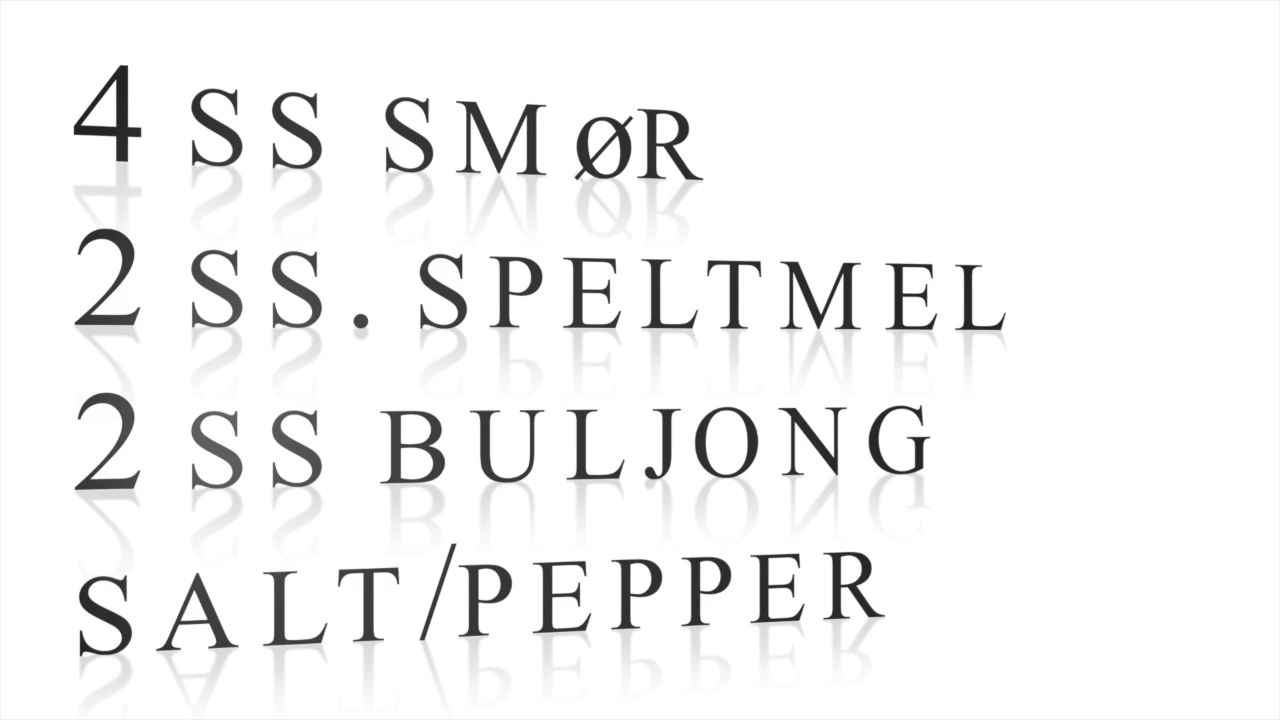 4 SS SMØR
2 SS. SPELTMEL
2 SS BULJONG
SALT/PEPPER